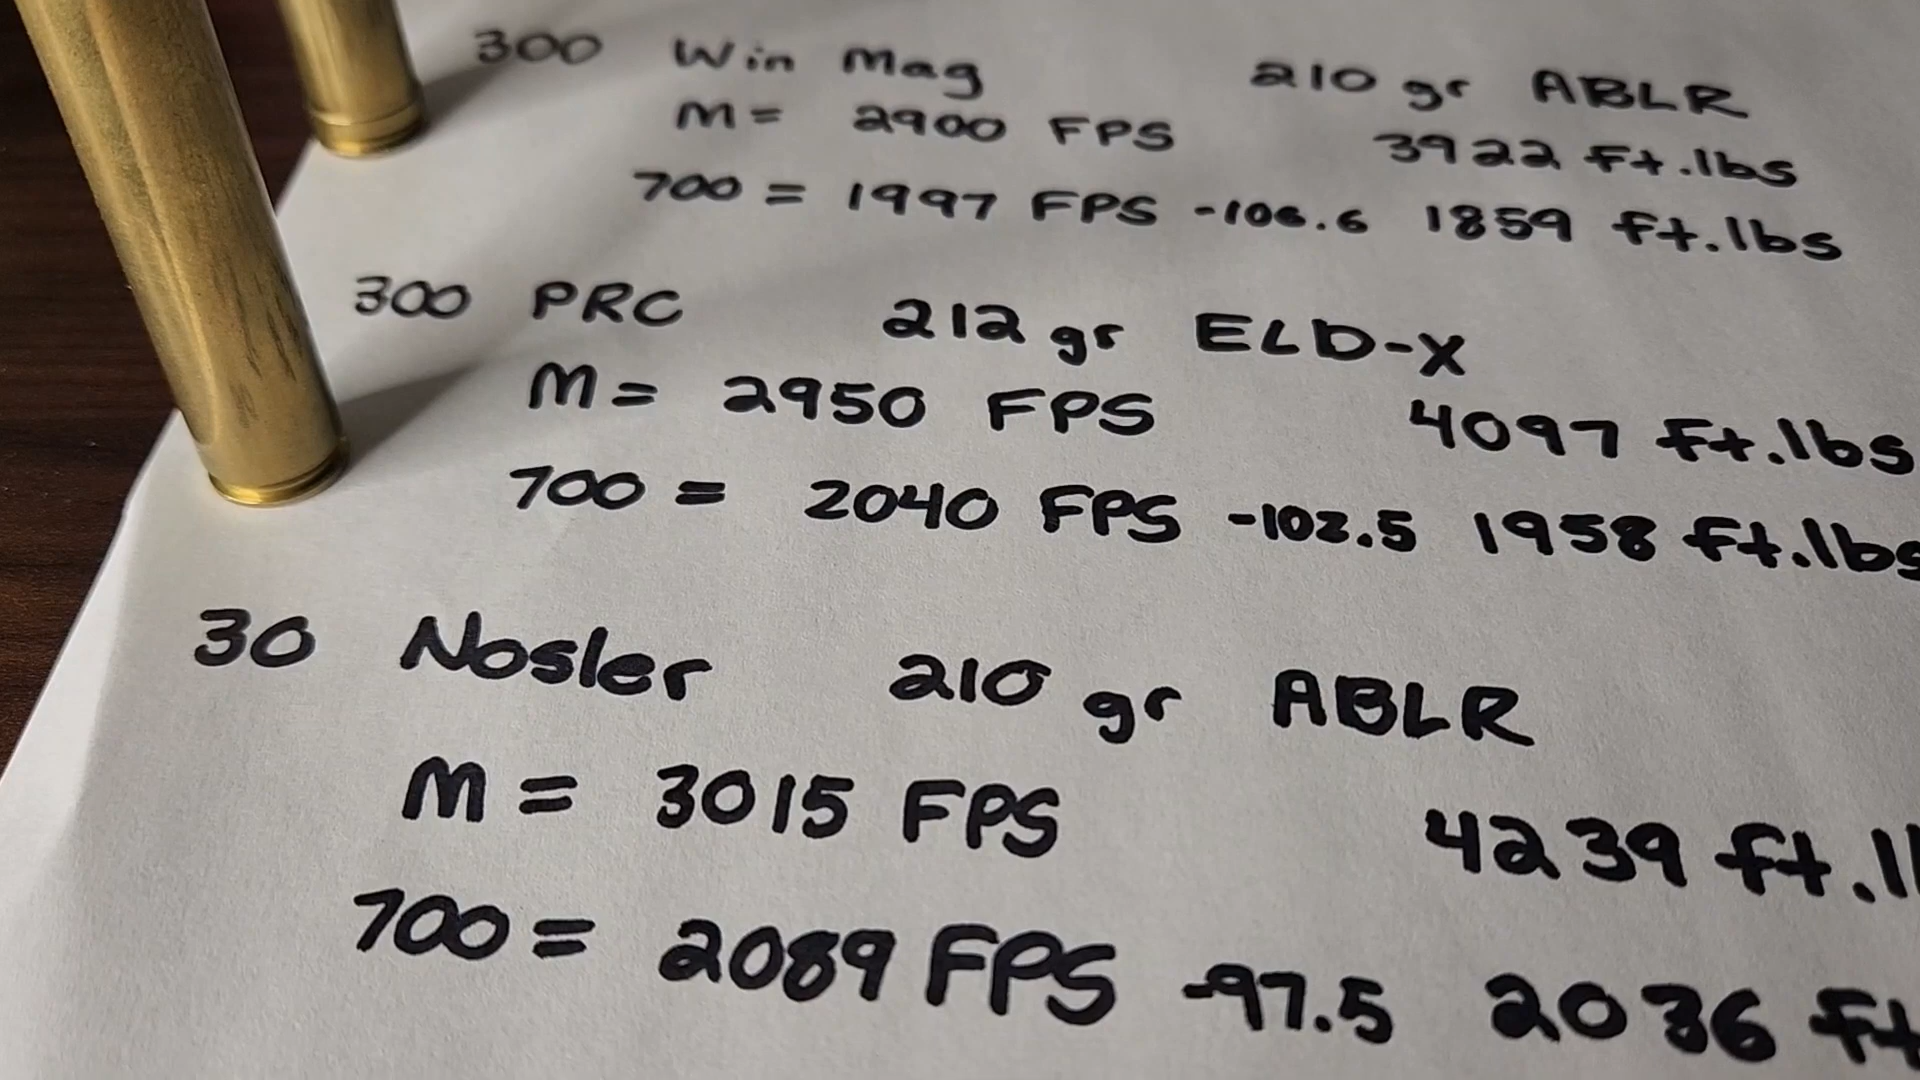 300 Win Mag 210 gr ABLR
M= 2900 FPS 3922 ft.lbs
700 = 1997 FPS -106.6 1859 ft.lbs
300 PRC 212 gr ELD-X
M= 2950 FPS 4097 ft.lbs
700 = 2040 FPS -102.5 1958 ft.lbs
30 Nosler 210 gr ABLR
M = 3015 FPS 4239 ft.l
700 = 2089 FPS -97.5 2036 ft